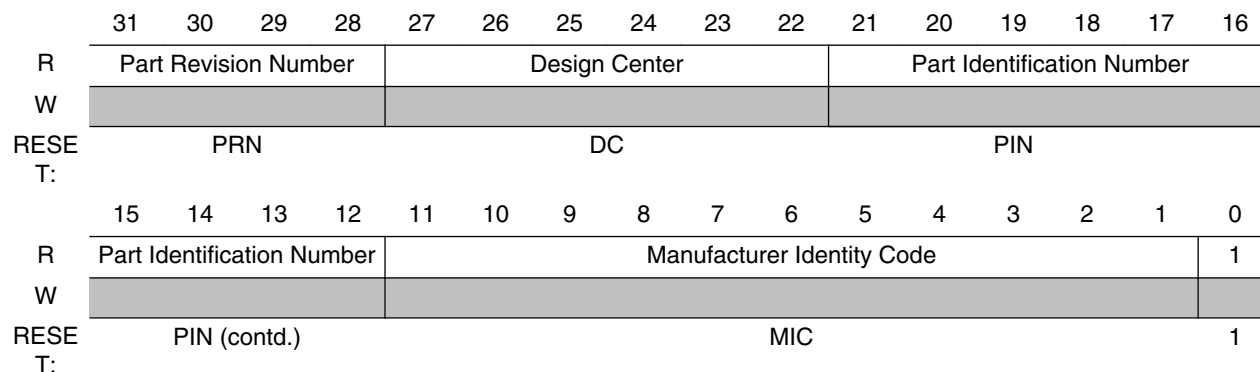 31 30 29 28 27 26 25 24 23 22 21 20 19 18 17 16
R Part Revision Number Design Center Part Identification Number
W
RESE PRN DC PIN
T:
15 14 13 12 11 10 9 8 7 6 5 4 3 2 1 0
R Part Identification Number Manufacturer Identity Code 1
W
RESE PIN (contd.) MIC 1
T: